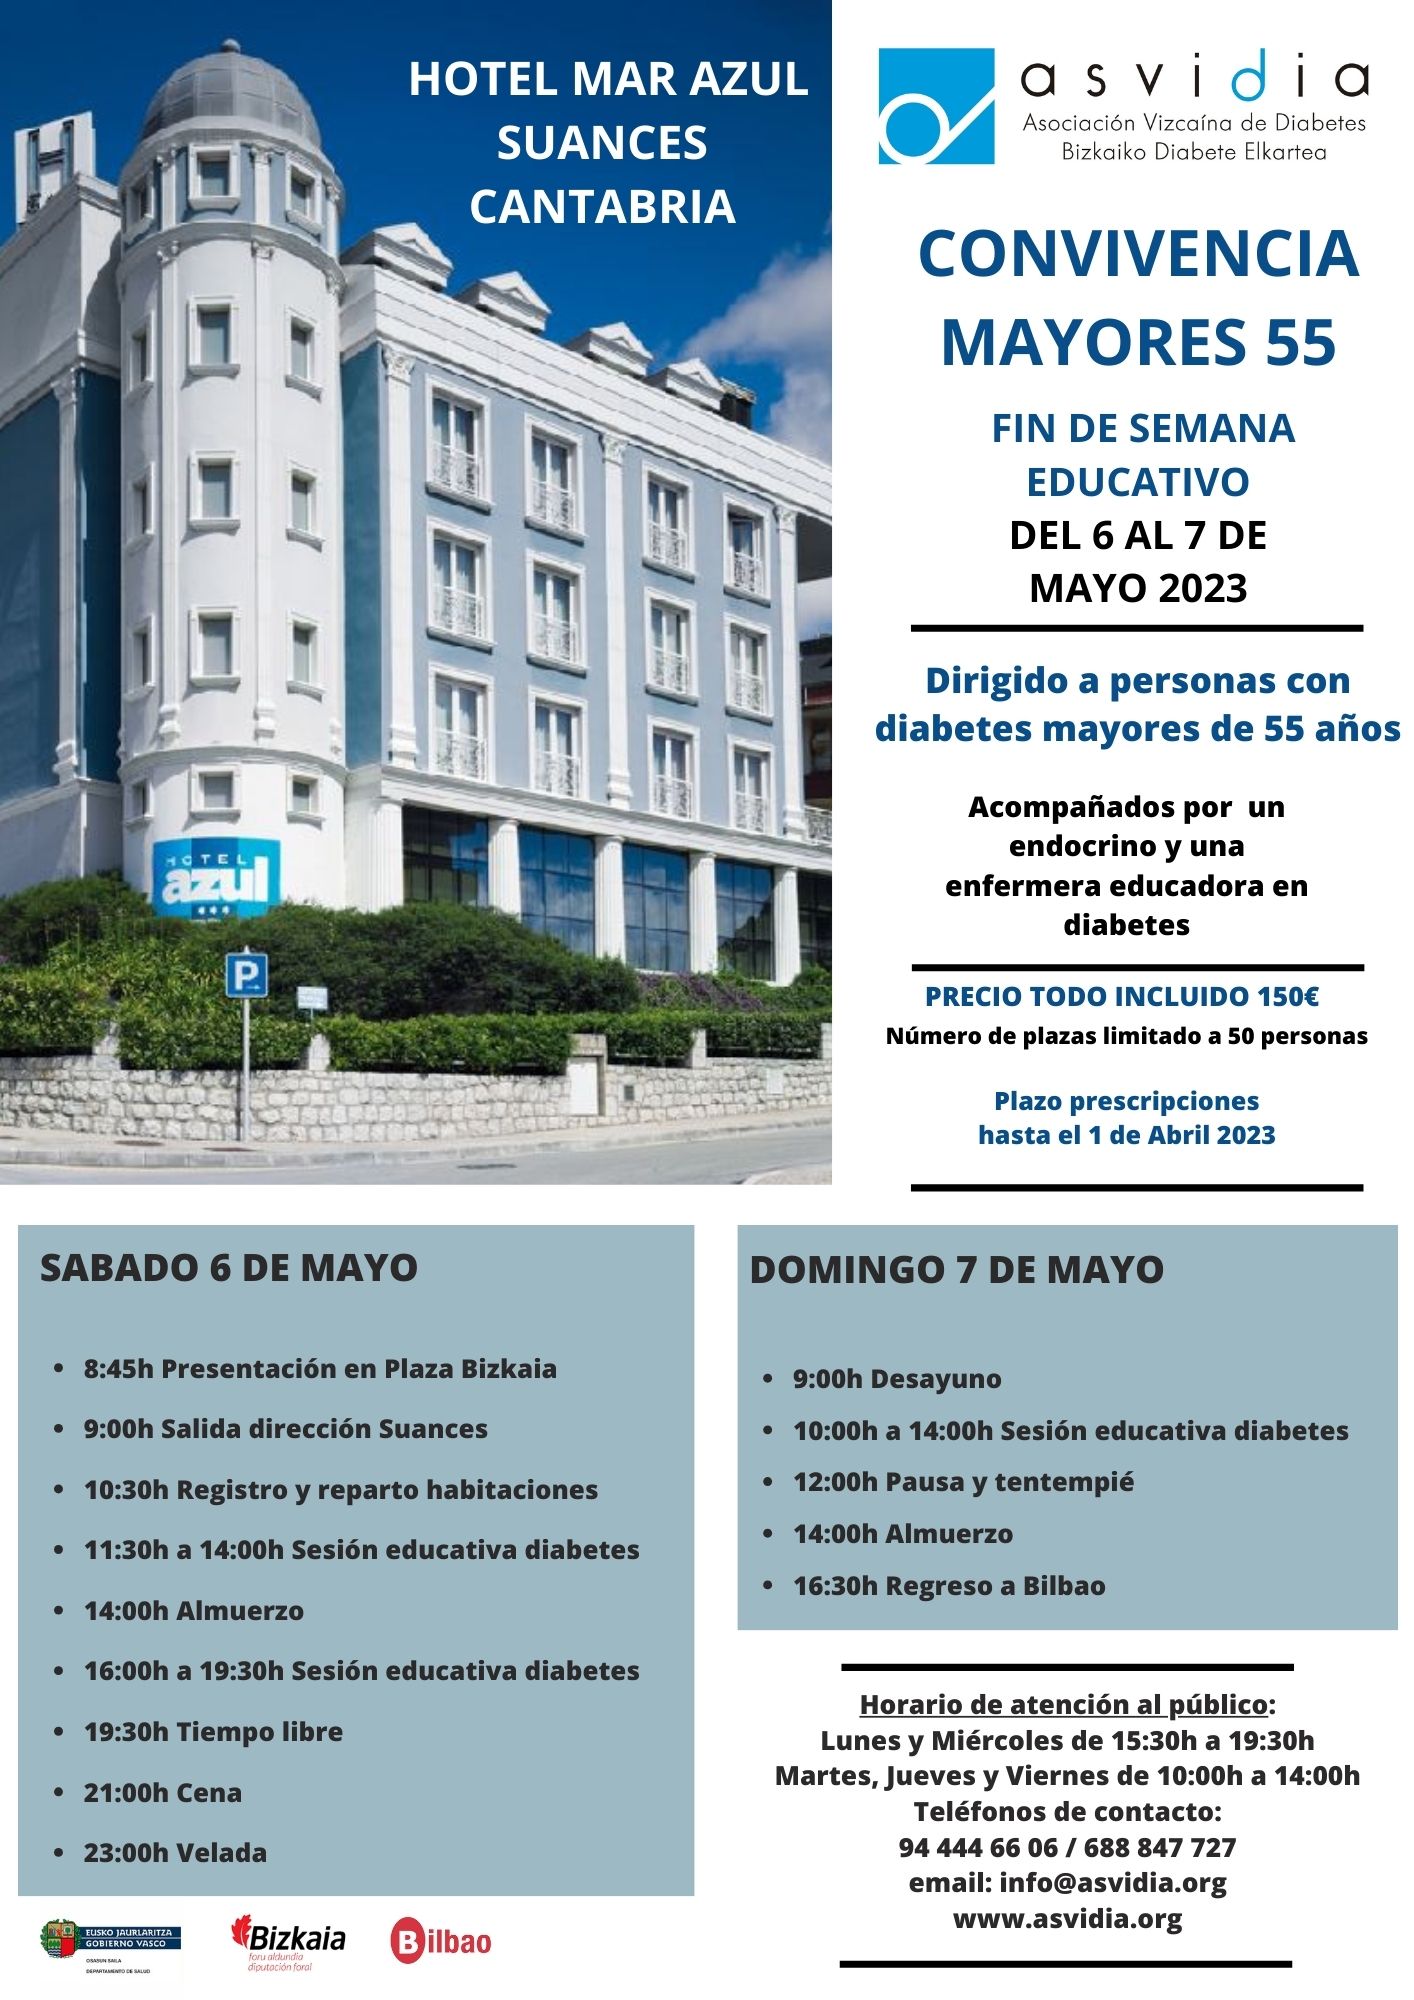 HOTEL MAR AZUL
SUANCES
CANTABRIA
asvidia
Asociación Vizcaína de Diabetes
Bizkaiko Diabete Elkartea
CONVIVENCIA
MAYORES 55
FIN DE SEMANA
EDUCATIVO
DEL 6 AL 7 DE
MAYO 2023
Dirigido a personas con
diabetes mayores de 55 años
Acompañados por un
endocrino y una
enfermera educadora en
diabetes
PRECIO TODO INCLUIDO 150€
Número de plazas limitado a 50 personas
Plazo prescripciones
hasta el 1 de Abril 2023
H
HOTEL
azul
P
SABADO 6 DE MAYO
• 8:45h Presentación en Plaza Bizkaia
• 9:00h Salida dirección Suances
• 10:30h Registro y reparto habitaciones
• 11:30h a 14:00h Sesión educativa diabetes
• 14:00h Almuerzo
• 16:00h a 19:30h Sesión educativa diabetes
• 19:30h Tiempo libre
• 21:00h Cena
• 23:00h Velada
DOMINGO 7 DE MAYO
• 9:00h Desayuno
• 10:00h a 14:00h Sesión educativa diabetes
• 12:00h Pausa y tentempié
• 14:00h Almuerzo
• 16:30h Regreso a Bilbao
Horario de atención al público:
Lunes y Miércoles de 15:30h a 19:30h
Martes, Jueves y Viernes de 10:00h a 14:00h
Teléfonos de contacto:
94 444 66 06 / 688 847 727
email: info@asvidia.org
www.asvidia.org
EUSKO JAURLARITZA
GOBIERNO VASCO
OSASUN SAILA
DEPARTAMENTO DE SALUD
Bizkaia
foru aldundia
diputación foral
Bilbao